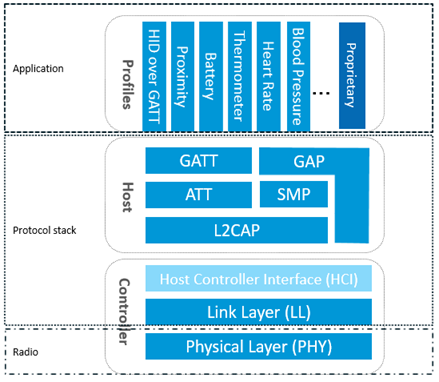 Application
Profiles
HID over GATT
Proximity
Battery
Thermometer
Heart Rate
Blood Pressure
...
Proprietary
Protocol stack
Host
GATT
GAP
ATT
SMP
L2CAP
Controller
Host Controller Interface (HCI)
Link Layer (LL)
Radio
Physical Layer (PHY)